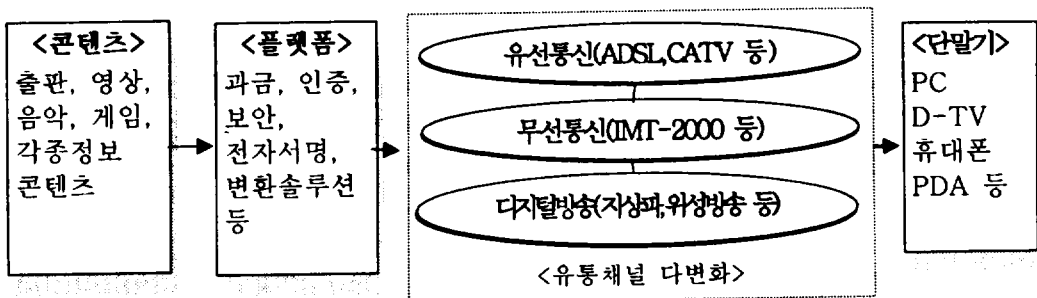 <콘텐츠>
출판, 영상,
음악, 게임,
각종정보
콘텐츠
<플랫폼>
과금, 인증,
보안,
전자서명,
변환솔루션
등
유선통신(ADSL,CATV 등)
무선통신(IMT-2000 등)
디지털방송(지상파,위성방송 등)
<유통채널 다변화>
<단말기>
PC
D-TV
휴대폰
PDA 등